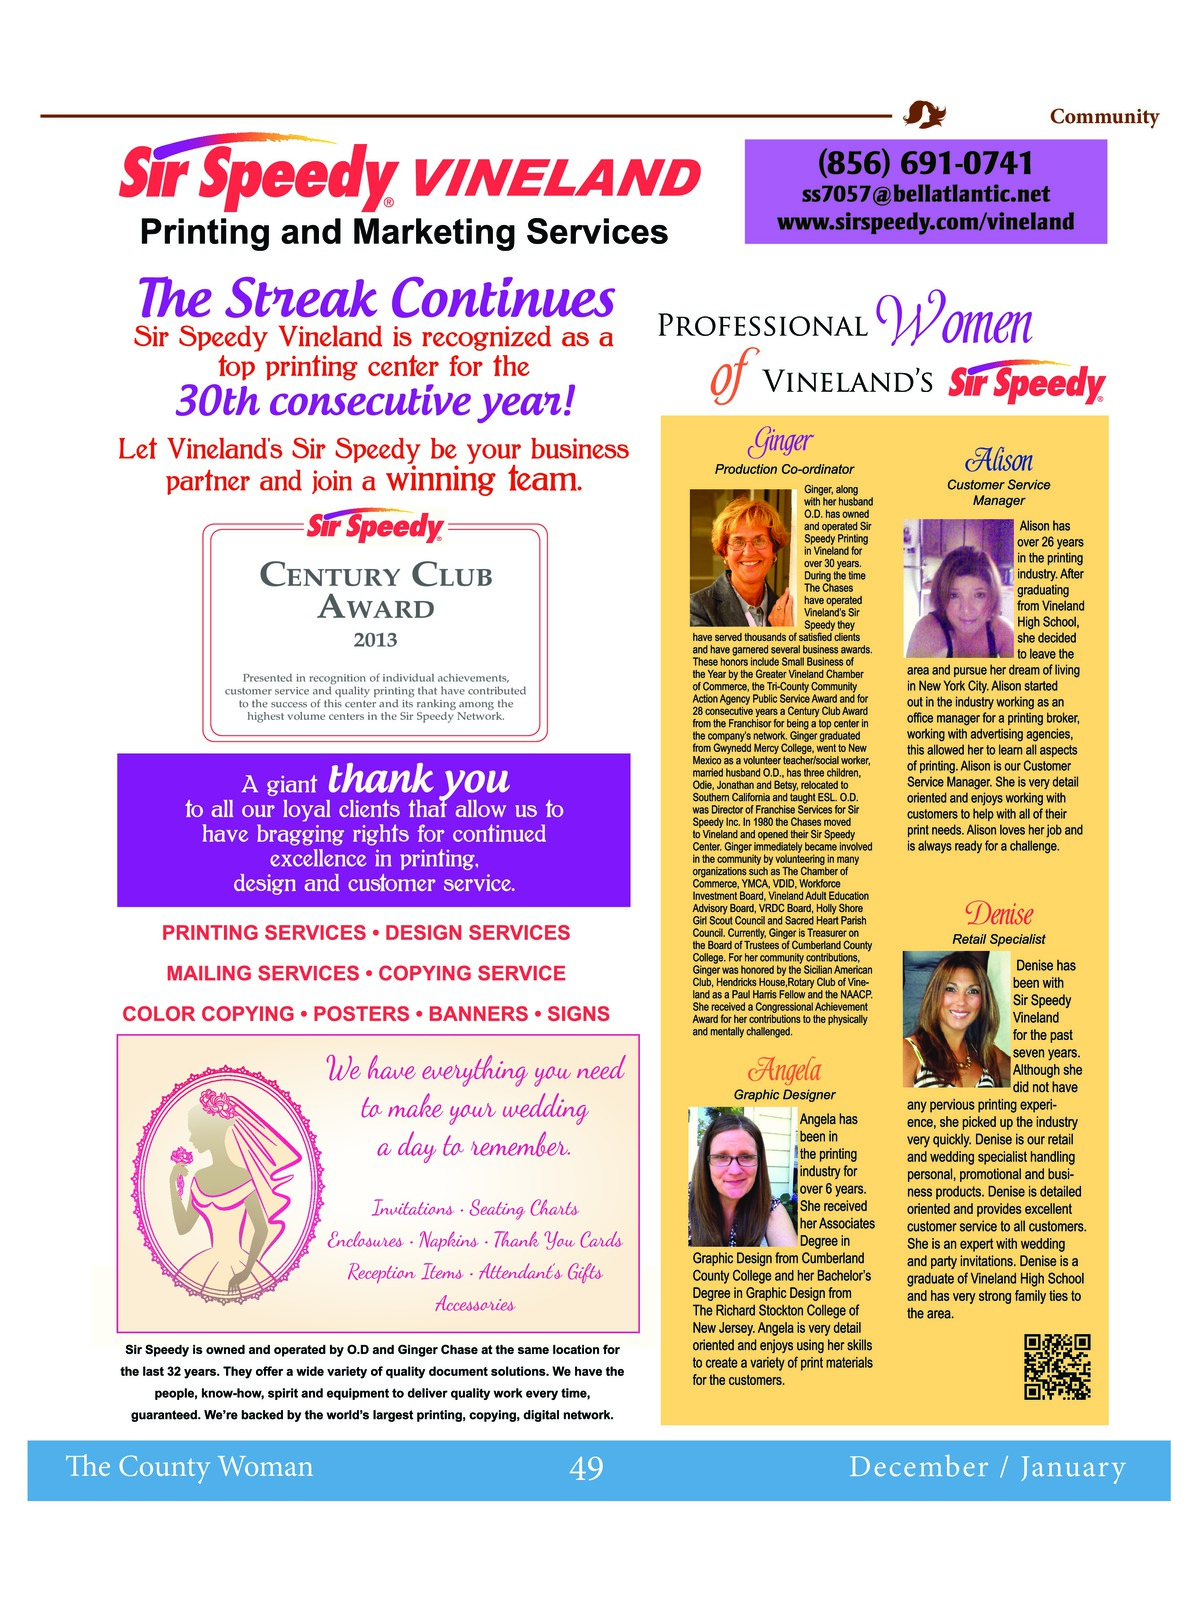 Community
Sir Speedy® VINELAND
Printing and Marketing Services
(856) 691-0741
ss7057@bellatlantic.net
www.sirspeedy.com/vineland
The Streak Continues
Sir Speedy Vineland is recognized as a
top printing center for the
30th consecutive year!
Let Vineland's Sir Speedy be your business
partner and join a winning team.
Sir Speedy®
CENTURY CLUB
AWARD
2013
Presented in recognition of individual achievements,
customer service and quality printing that have contributed
to the success of this center and its ranking among the
highest volume centers in the Sir Speedy Network.
A giant thank you
to all our loyal clients that allow us to
have bragging rights for continued
excellence in printing,
design and customer service.
PRINTING SERVICES • DESIGN SERVICES
MAILING SERVICES • COPYING SERVICE
COLOR COPYING • POSTERS • BANNERS • SIGNS
We have everything you need
to make your wedding
a day to remember.
Invitations · Seating Charts
Enclosures · Napkins · Thank You Cards
Reception Items · Attendant's Gifts
Accessories
Sir Speedy is owned and operated by O.D and Ginger Chase at the same location for
the last 32 years. They offer a wide variety of quality document solutions. We have the
people, know-how, spirit and equipment to deliver quality work every time,
guaranteed. We're backed by the world's largest printing, copying, digital network.
PROFESSIONAL Women
of VINELAND'S Sir Speedy®
Ginger
Production Co-ordinator
Ginger, along
with her husband
O.D. has owned
and operated Sir
Speedy Printing
in Vineland for
over 30 years.
During the time
The Chases
have operated
Vineland's Sir
Speedy they
have served thousands of satisfied clients
and have garnered several business awards.
These honors include Small Business of
the Year by the Greater Vineland Chamber
of Commerce, the Tri-County Community
Action Agency Public Service Award and for
28 consecutive years a Century Club Award
from the Franchisor for being a top center in
the company's network. Ginger graduated
from Gwynedd Mercy College, went to New
Mexico as a volunteer teacher/social worker,
married husband O.D., has three children,
Odie, Jonathan and Betsy, relocated to
Southern California and taught ESL. O.D.
was Director of Franchise Services for Sir
Speedy Inc. In 1980 the Chases moved
to Vineland and opened their Sir Speedy
Center. Ginger immediately became involved
in the community by volunteering in many
organizations such as The Chamber of
Commerce, YMCA, VDID, Workforce
Investment Board, Vineland Adult Education
Advisory Board, VRDC Board, Holly Shore
Girl Scout Council and Sacred Heart Parish
Council. Currently, Ginger is Treasurer on
the Board of Trustees of Cumberland County
College. For her community contributions,
Ginger was honored by the Sicilian American
Club, Hendricks House,Rotary Club of Vine-
land as a Paul Harris Fellow and the NAACP.
She received a Congressional Achievement
Award for her contributions to the physically
and mentally challenged.
Angela
Graphic Designer
Angela has
been in
the printing
industry for
over 6 years.
She received
her Associates
Degree in
Graphic Design from Cumberland
County College and her Bachelor's
Degree in Graphic Design from
The Richard Stockton College of
New Jersey. Angela is very detail
oriented and enjoys using her skills
to create a variety of print materials
for the customers.
Alison
Customer Service
Manager
Alison has
over 26 years
in the printing
industry. After
graduating
from Vineland
High School,
she decided
to leave the
area and pursue her dream of living
in New York City. Alison started
out in the industry working as an
office manager for a printing broker,
working with advertising agencies,
this allowed her to learn all aspects
of printing. Alison is our Customer
Service Manager. She is very detail
oriented and enjoys working with
customers to help with all of their
print needs. Alison loves her job and
is always ready for a challenge.
Denise
Retail Specialist
Denise has
been with
Sir Speedy
Vineland
for the past
seven years.
Although she
did not have
any pervious printing experi-
ence, she picked up the industry
very quickly. Denise is our retail
and wedding specialist handling
personal, promotional and busi-
ness products. Denise is detailed
oriented and provides excellent
customer service to all customers.
She is an expert with wedding
and party invitations. Denise is a
graduate of Vineland High School
and has very strong family ties to
the area.
The County Woman
49
December / January